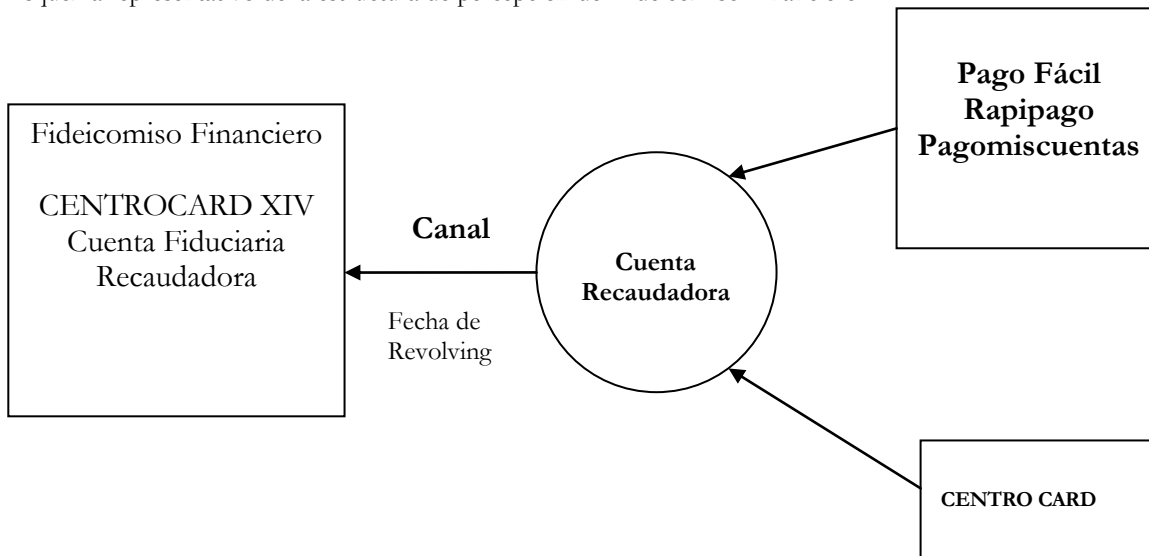 Fideicomiso Financiero
CENTROCARD XIV
Cuenta Fiduciaria
Recaudadora
Canal
Fecha de
Revolving
Cuenta
Recaudadora
Pago Fácil
Rapipago
Pagomiscuentas
CENTRO CARD